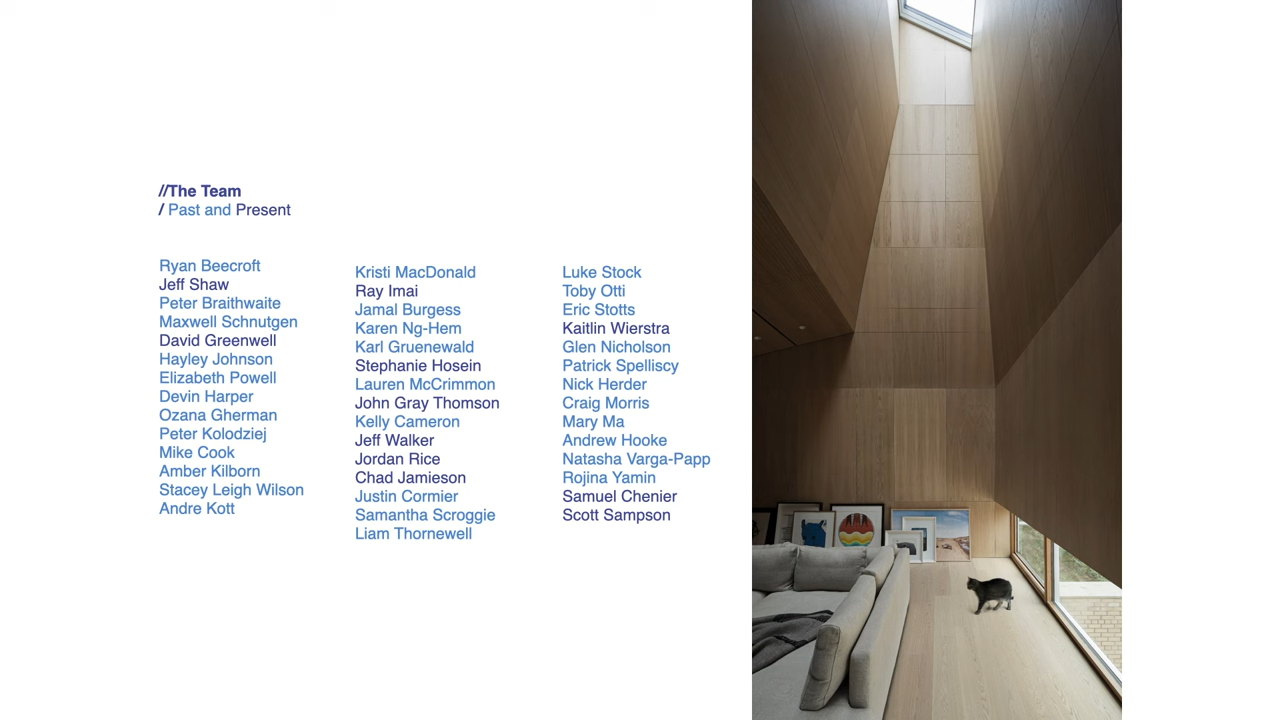 //The Team
/ Past and Present
Ryan Beecroft
Jeff Shaw
Peter Braithwaite
Maxwell Schnutgen
David Greenwell
Hayley Johnson
Elizabeth Powell
Devin Harper
Ozana Gherman
Peter Kolodziej
Mike Cook
Amber Kilborn
Stacey Leigh Wilson
Andre Kott
Kristi MacDonald
Ray Imai
Jamal Burgess
Karen Ng-Hem
Karl Gruenewald
Stephanie Hosein
Lauren McCrimmon
John Gray Thomson
Kelly Cameron
Jeff Walker
Jordan Rice
Chad Jamieson
Justin Cormier
Samantha Scroggie
Liam Thornewell
Luke Stock
Toby Otti
Eric Stotts
Kaitlin Wierstra
Glen Nicholson
Patrick Spelliscy
Nick Herder
Craig Morris
Mary Ma
Andrew Hooke
Natasha Varga-Papp
Rojina Yamin
Samuel Chenier
Scott Sampson